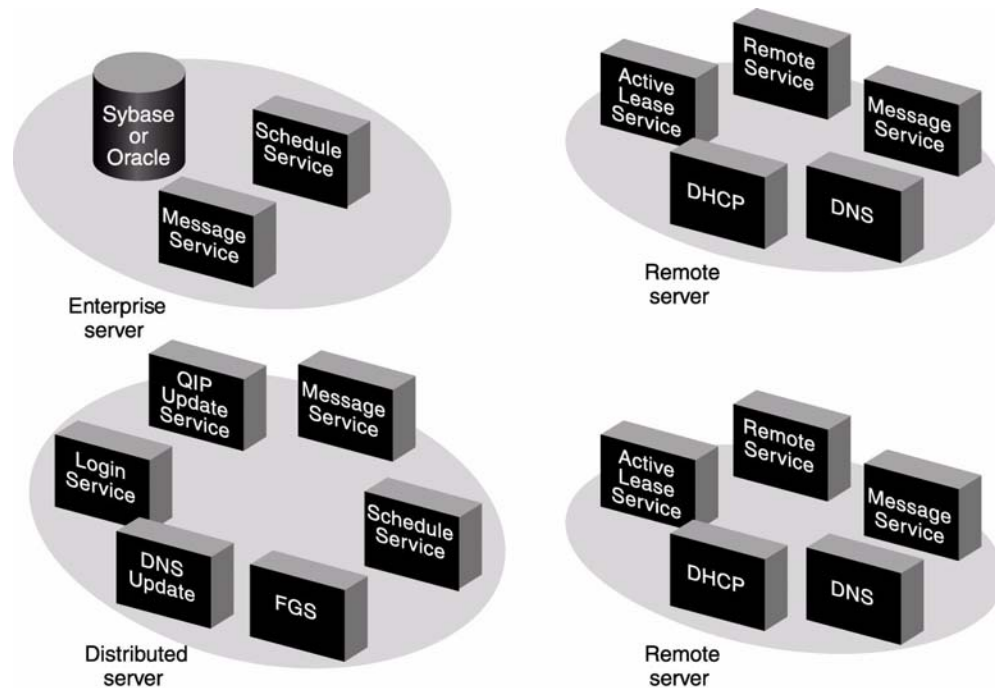 Sybase
or
Oracle
Schedule
Service
Message
Service
Enterprise
server
Active
Lease
Service
Remote
Service
Message
Service
DHCP
DNS
Remote
server
QIP
Update
Service
Message
Service
Login
Service
Schedule
Service
DNS
Update
FGS
Distributed
server
Active
Lease
Service
Remote
Service
Message
Service
DHCP
DNS
Remote
server